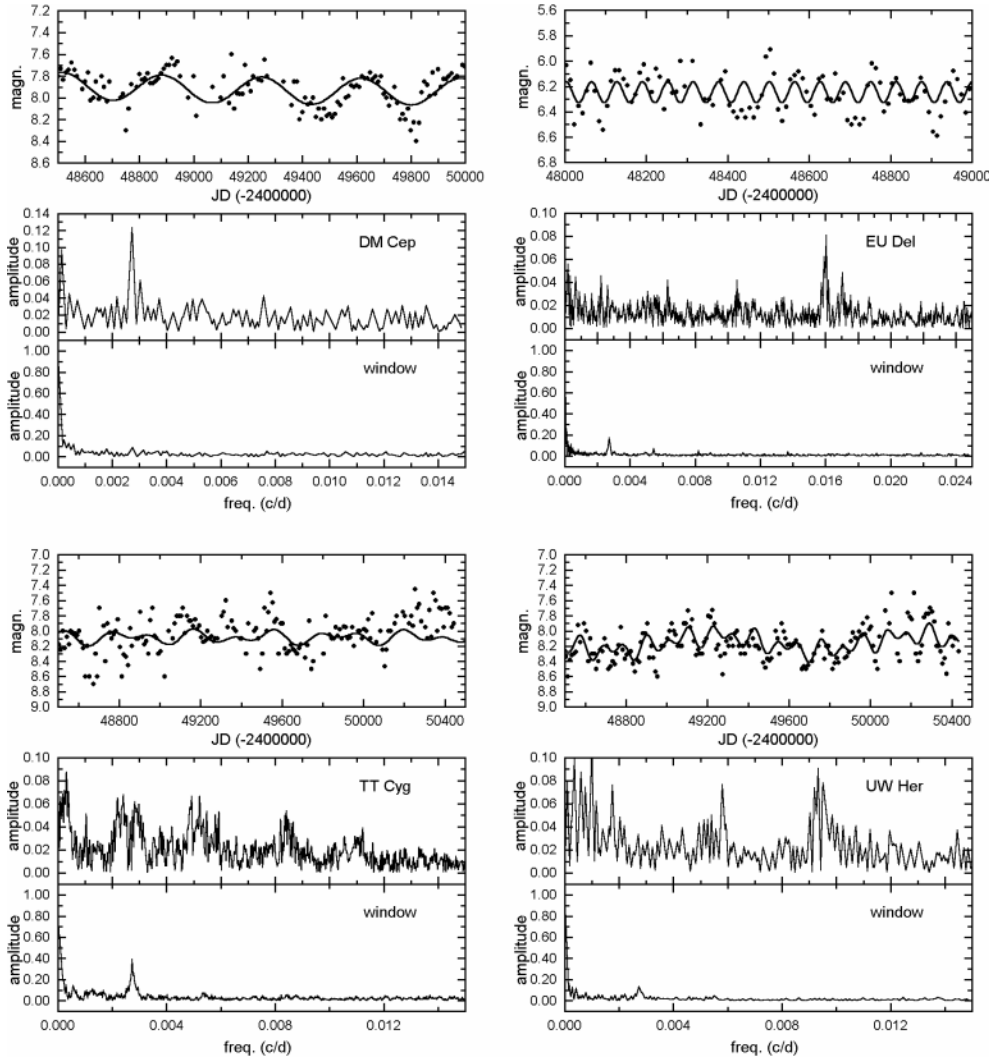 7.2
7.4
7.6
7.8
8.0
8.2
8.4
8.6
magn.
48600 48800 49000 49200 49400 49600 49800 50000
JD (-2400000)
0.14
0.12
0.10
0.08
0.06
0.04
0.02
0.00
amplitude
DM Cep
1.00
0.80
0.60
0.40
0.20
0.00
amplitude
window
0.000 0.002 0.004 0.006 0.008 0.010 0.012 0.014
freq. (c/d)
5.6
5.8
6.0
6.2
6.4
6.6
6.8
magn.
48000 48200 48400 48600 48800 49000
JD (-2400000)
0.10
0.08
0.06
0.04
0.02
0.00
amplitude
EU Del
1.00
0.80
0.60
0.40
0.20
0.00
amplitude
window
0.000 0.004 0.008 0.012 0.016 0.020 0.024
freq. (c/d)
7.0
7.2
7.4
7.6
7.8
8.0
8.2
8.4
8.6
8.8
9.0
magn.
48800 49200 49600 50000 50400
JD (-2400000)
0.10
0.08
0.06
0.04
0.02
0.00
amplitude
TT Cyg
1.00
0.80
0.60
0.40
0.20
0.00
amplitude
window
0.000 0.004 0.008 0.012
freq. (c/d)
7.0
7.2
7.4
7.6
7.8
8.0
8.2
8.4
8.6
8.8
9.0
magn.
48800 49200 49600 50000 50400
JD (-2400000)
0.10
0.08
0.06
0.04
0.02
0.00
amplitude
UW Her
1.00
0.80
0.60
0.40
0.20
0.00
amplitude
window
0.000 0.004 0.008 0.012
freq. (c/d)